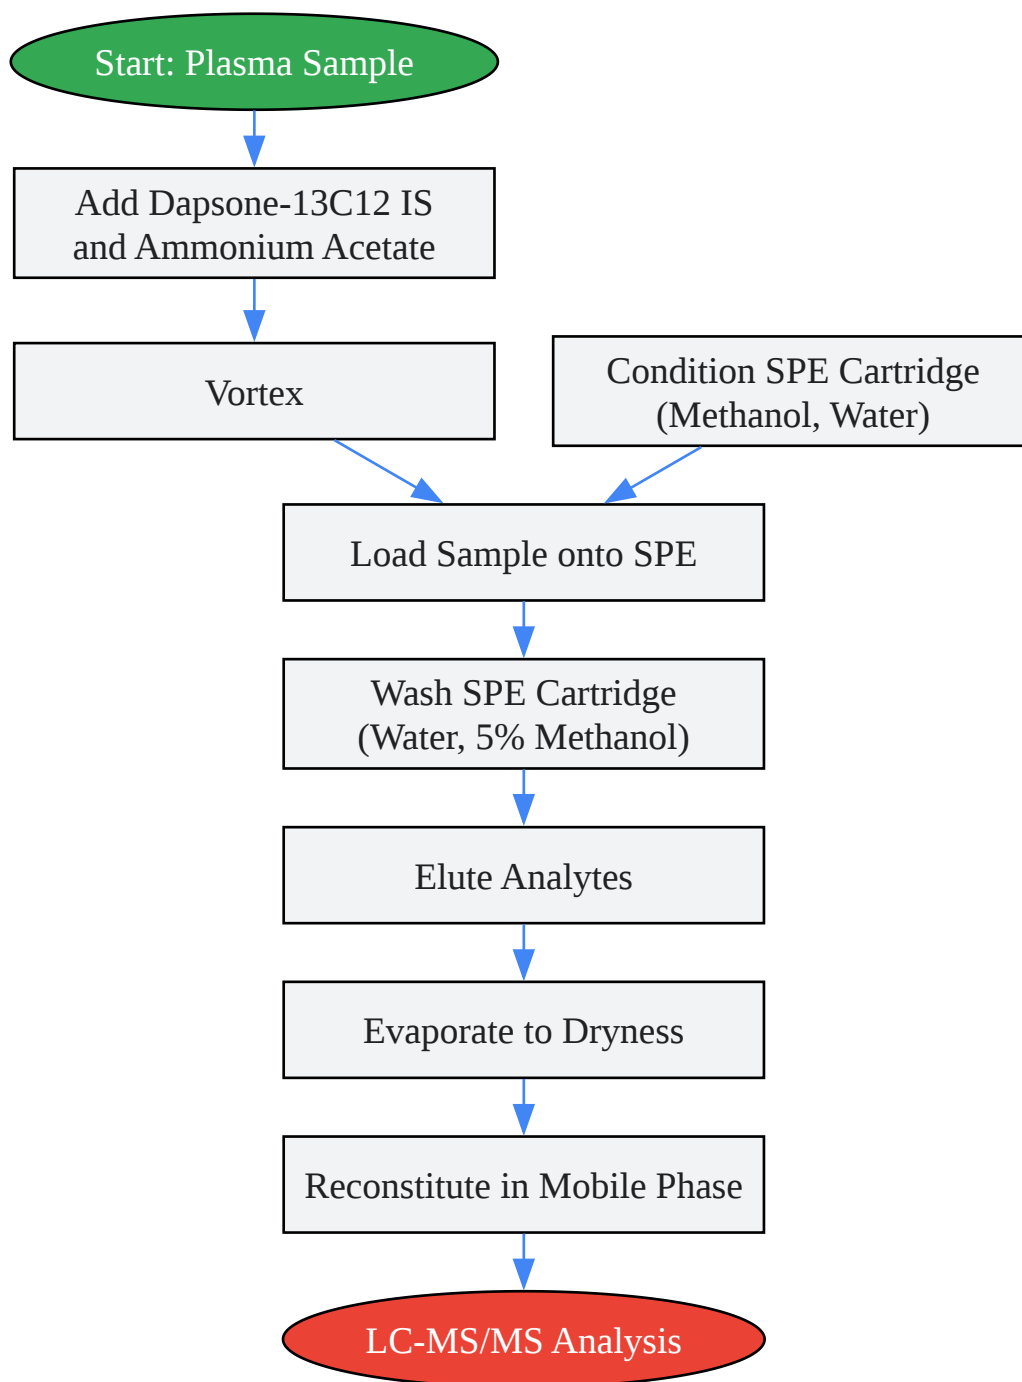 Start: Plasma Sample
Add Dapsone-13C12 IS
and Ammonium Acetate
Vortex
Condition SPE Cartridge
(Methanol, Water)
Load Sample onto SPE
Wash SPE Cartridge
(Water, 5% Methanol)
Elute Analytes
Evaporate to Dryness
Reconstitute in Mobile Phase
LC-MS/MS Analysis